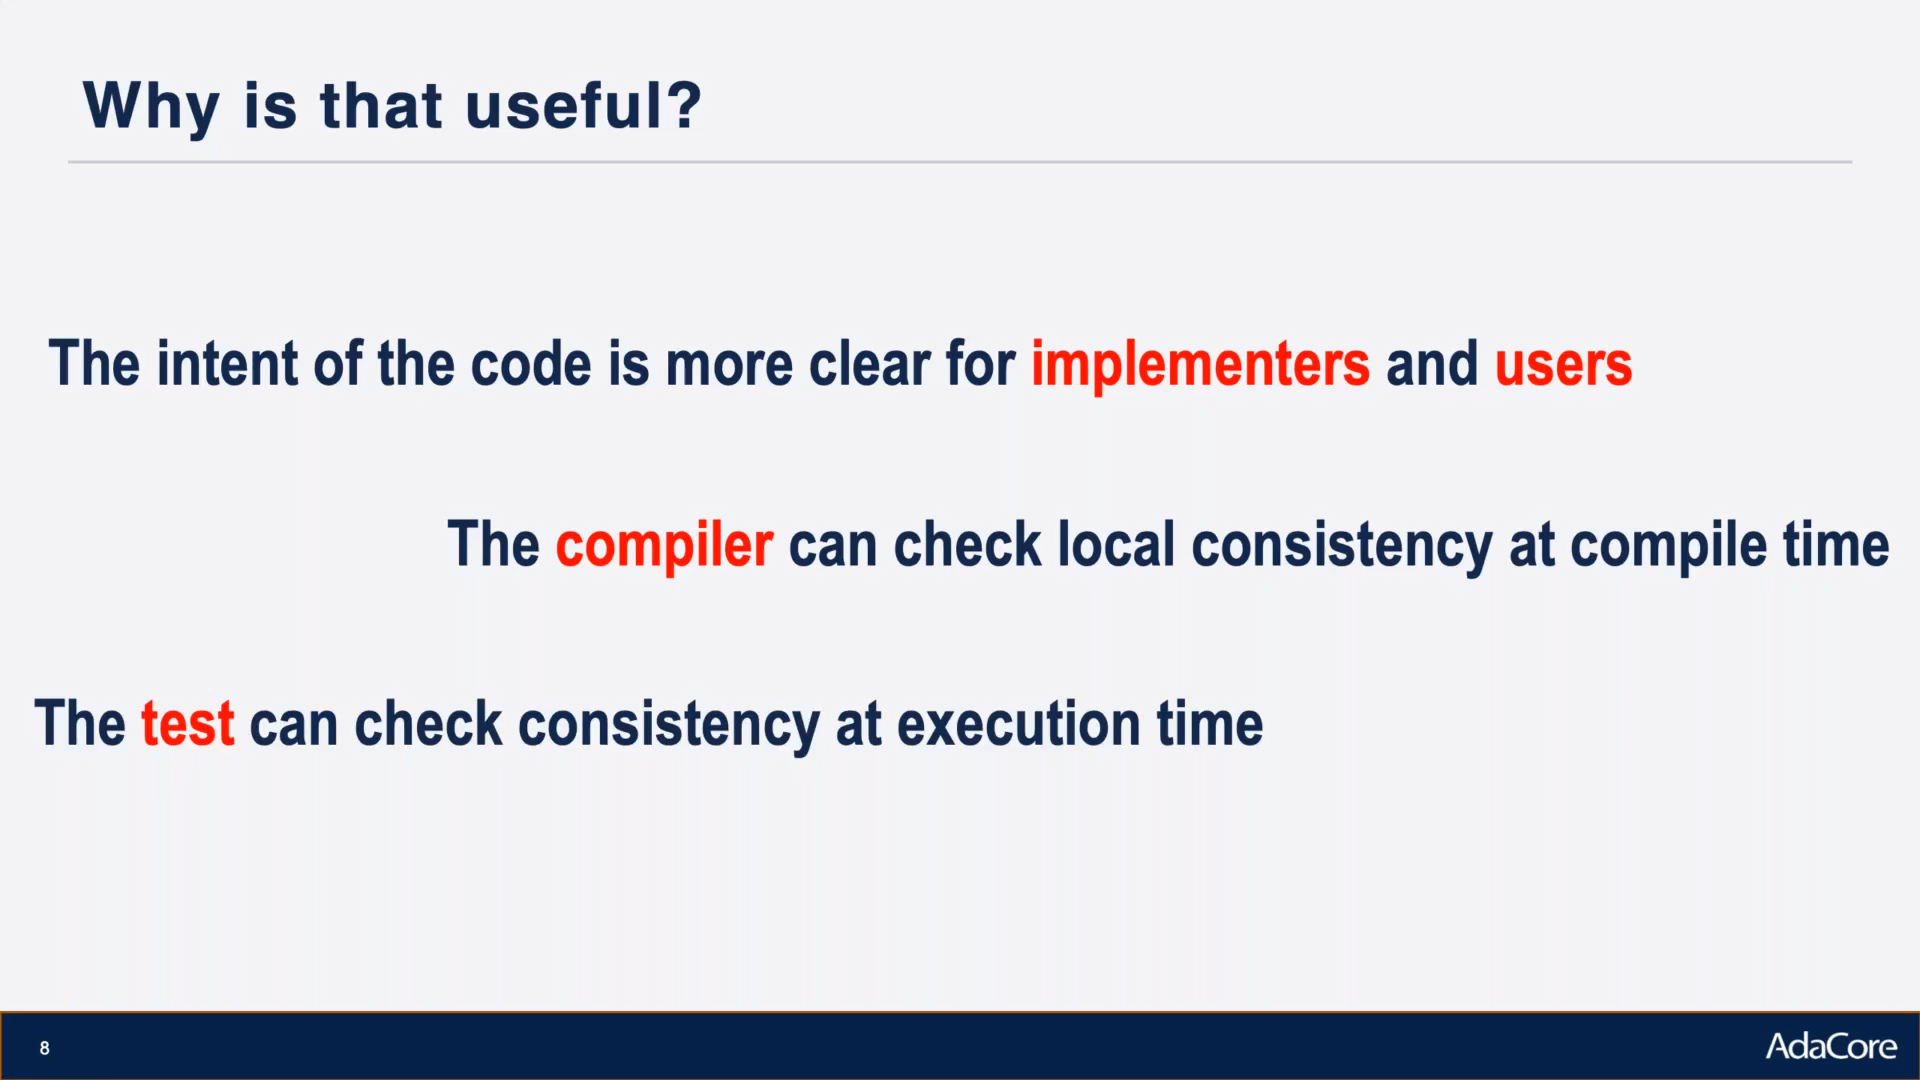 Why is that useful?
The intent of the code is more clear for implementers and users
The compiler can check local consistency at compile time
The test can check consistency at execution time
8
AdaCore